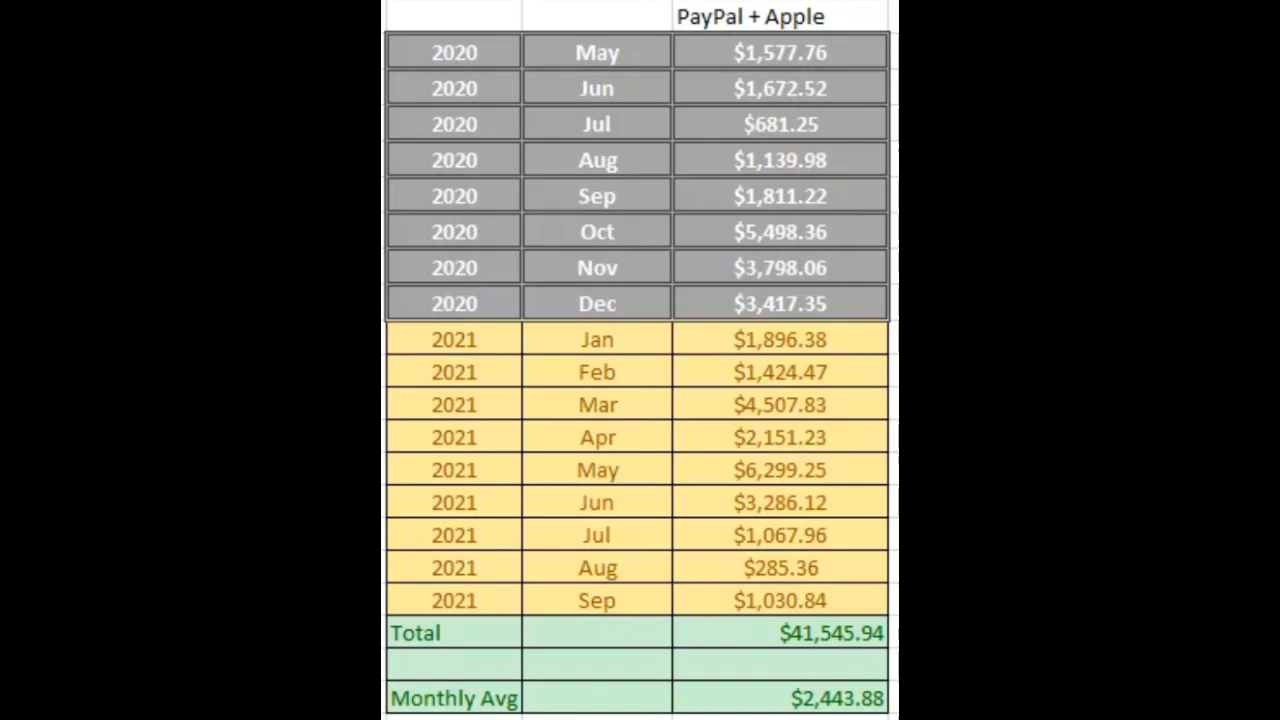 PayPal + Apple
2020 May $1,577.76
2020 Jun $1,672.52
2020 Jul $681.25
2020 Aug $1,139.98
2020 Sep $1,811.22
2020 Oct $5,498.36
2020 Nov $3,798.06
2020 Dec $3,417.35
2021 Jan $1,896.38
2021 Feb $1,424.47
2021 Mar $4,507.83
2021 Apr $2,151.23
2021 May $6,299.25
2021 Jun $3,286.12
2021 Jul $1,067.96
2021 Aug $285.36
2021 Sep $1,030.84
Total $41,545.94
Monthly Avg $2,443.88